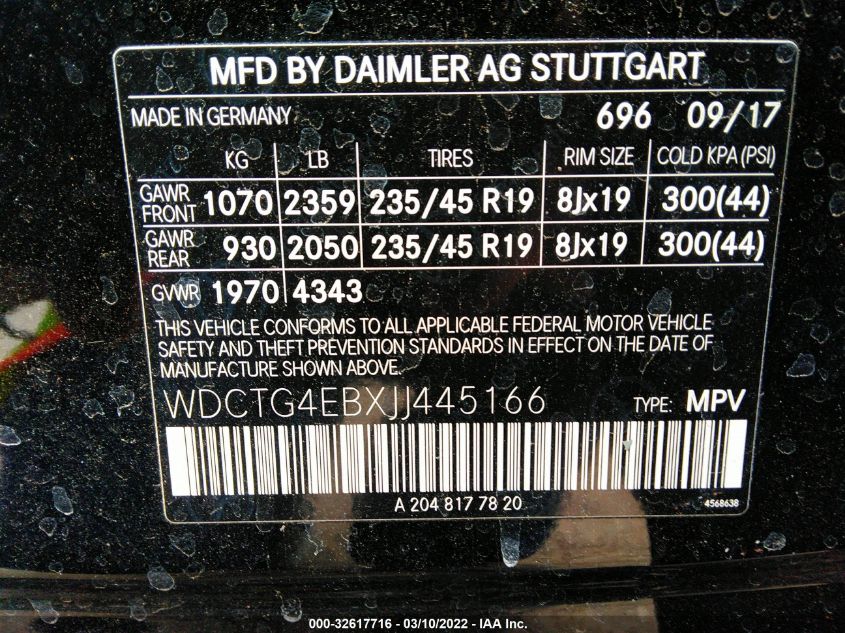 MFD BY DAIMLER AG STUTTGART
MADE IN GERMANY 696 09/17
KG LB TIRES RIM SIZE COLD KPA (PSI)
GAWR FRONT 1070 2359 235/45 R19 8Jx19 300(44)
GAWR REAR 930 2050 235/45 R19 8Jx19 300(44)
GVWR 1970 4343
THIS VEHICLE CONFORMS TO ALL APPLICABLE FEDERAL MOTOR VEHICLE
SAFETY AND THEFT PREVENTION STANDARDS IN EFFECT ON THE DATE OF
MANUFACTURE SHOWN ABOVE.
WDCTG4EBXJJ445166 TYPE: MPV
A 204 817 78 20 4568638
000-32617716 - 03/10/2022 - IAA Inc.